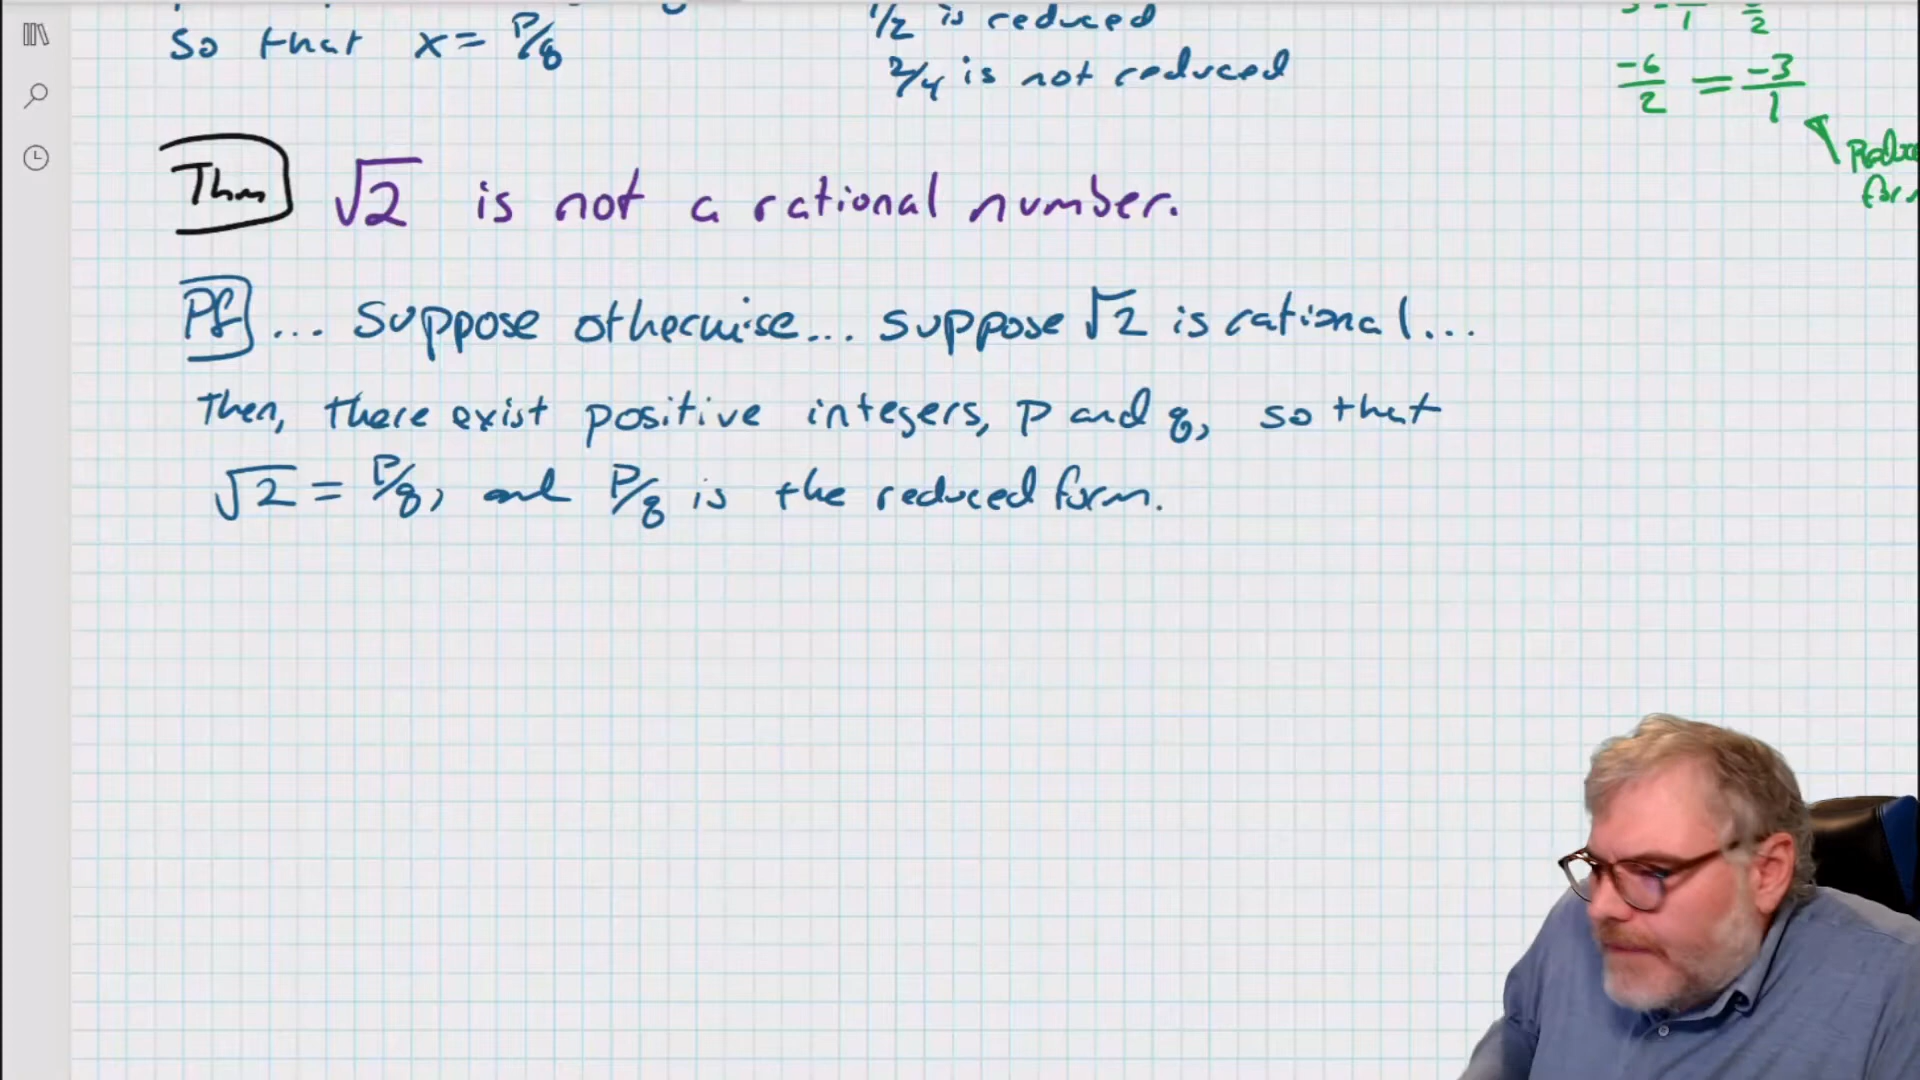 so that x = p/q
1/2 is reduced
2/4 is not reduced
-6/2 = -3/1
Thm √2 is not a rational number.
Pf ... suppose otherwise... suppose √2 is rational...
Then, there exist positive integers, p and q, so that
√2 = p/q, and p/q is the reduced form.